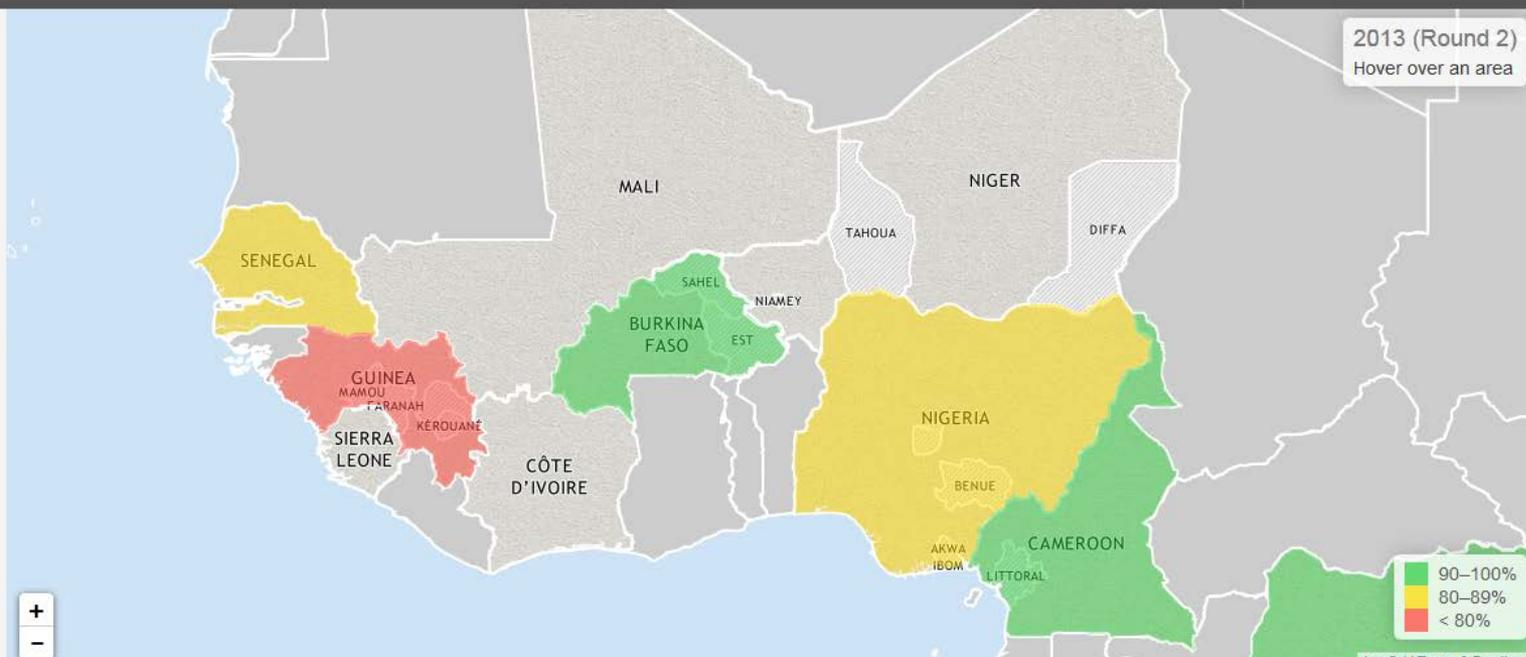 2013 (Round 2)
Hover over an area
MALI
NIGER
TAHOUA
DIFFA
SENEGAL
SAHEL
NIAMEY
BURKINA
FASO
EST
GUINEA
MAMOU
FARANAH
KÉROUANÉ
SIERRA
LEONE
CÔTE
D'IVOIRE
NIGERIA
BENUE
AKWA
IBOM
CAMEROON
LITTORAL
+
−
90–100%
80–89%
< 80%